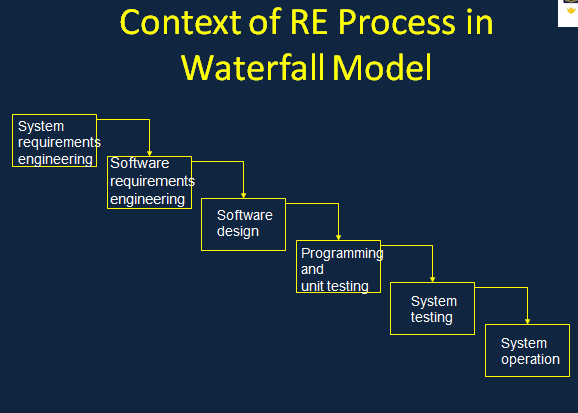 Context of RE Process in
Waterfall Model
System
requirements
engineering
Software
requirements
engineering
Software
design
Programming
and
unit testing
System
testing
System
operation